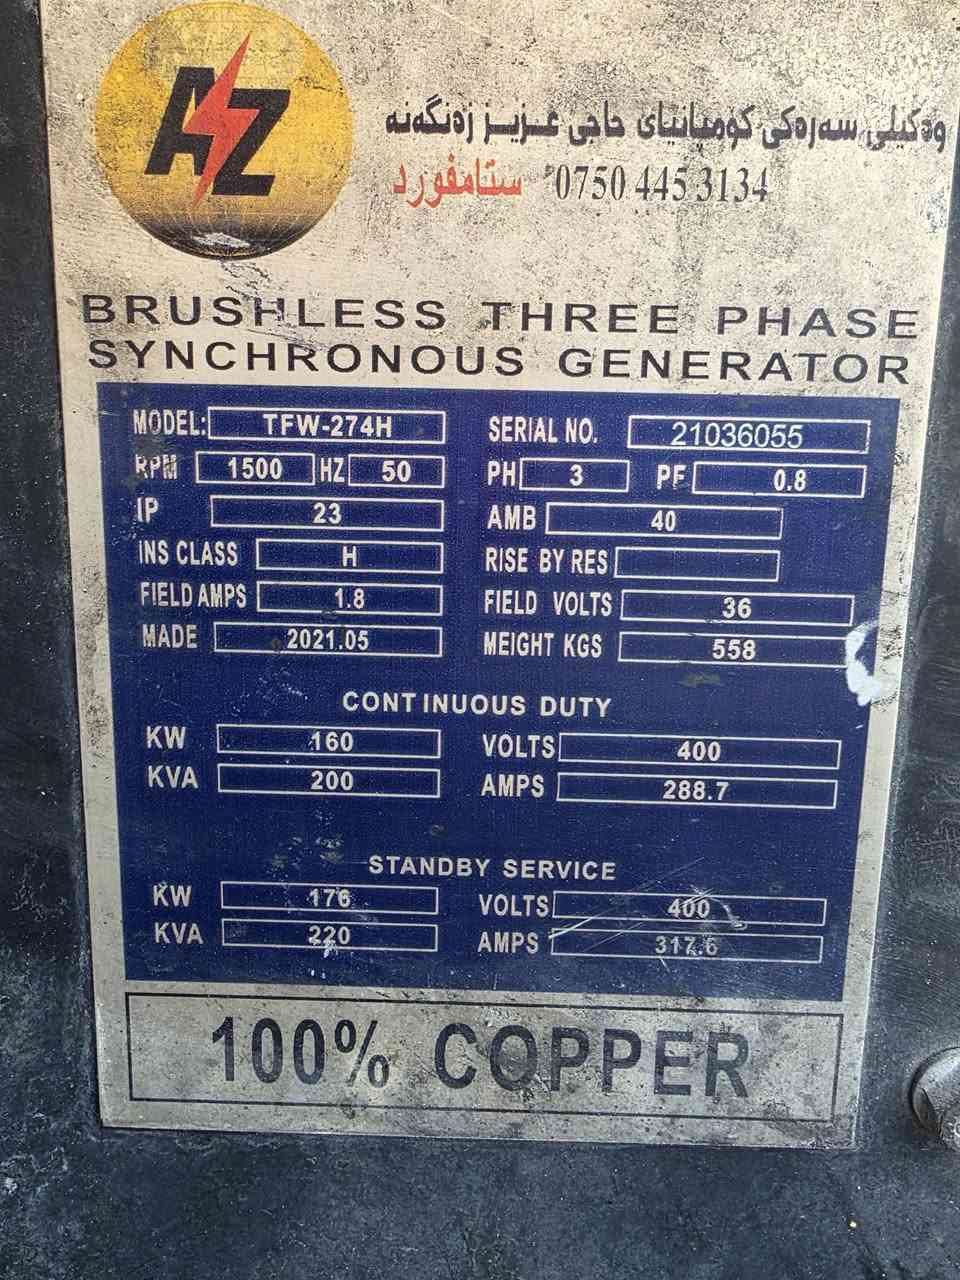 AZ
وەکیلی سەرەکی کۆمپانیای حاجی عـزیـز زەنگەنە
ستامفورد 0750 445 3134
BRUSHLESS THREE PHASE
SYNCHRONOUS GENERATOR
MODEL: TFW-274H SERIAL NO. 21036055
RPM 1500 HZ 50 PH 3 PF 0.8
IP 23 AMB 40
INS CLASS H RISE BY RES
FIELD AMPS 1.8 FIELD VOLTS 36
MADE 2021.05 MEIGHT KGS 558
CONTINUOUS DUTY
KW 160 VOLTS 400
KVA 200 AMPS 288.7
STANDBY SERVICE
KW 176 VOLTS 400
KVA 220 AMPS 317.6
100% COPPER